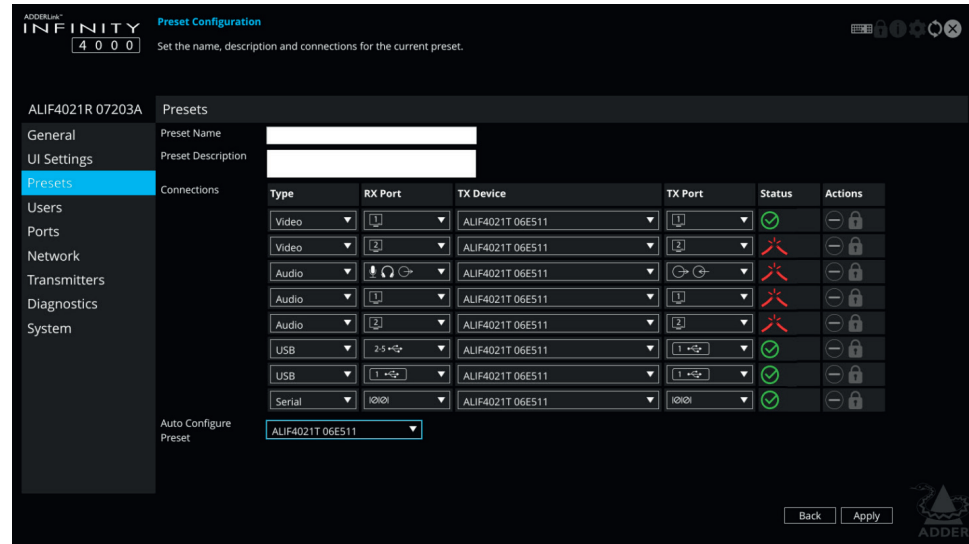 ADDERLink™
INFINITY
4000
Preset Configuration
Set the name, description and connections for the current preset.
ALIF4021R 07203A
Presets
General
UI Settings
Presets
Users
Ports
Network
Transmitters
Diagnostics
System
Preset Name
Preset Description
Connections
Type RX Port TX Device TX Port Status Actions
Video 1 ALIF4021T 06E511 1
Video 2 ALIF4021T 06E511 2
Audio ALIF4021T 06E511
Audio 1 ALIF4021T 06E511 1
Audio 2 ALIF4021T 06E511 2
USB 2-5 ALIF4021T 06E511 1
USB 1 ALIF4021T 06E511 1
Serial IOIOI ALIF4021T 06E511 IOIOI
Auto Configure
Preset
ALIF4021T 06E511
Back Apply
ADDER